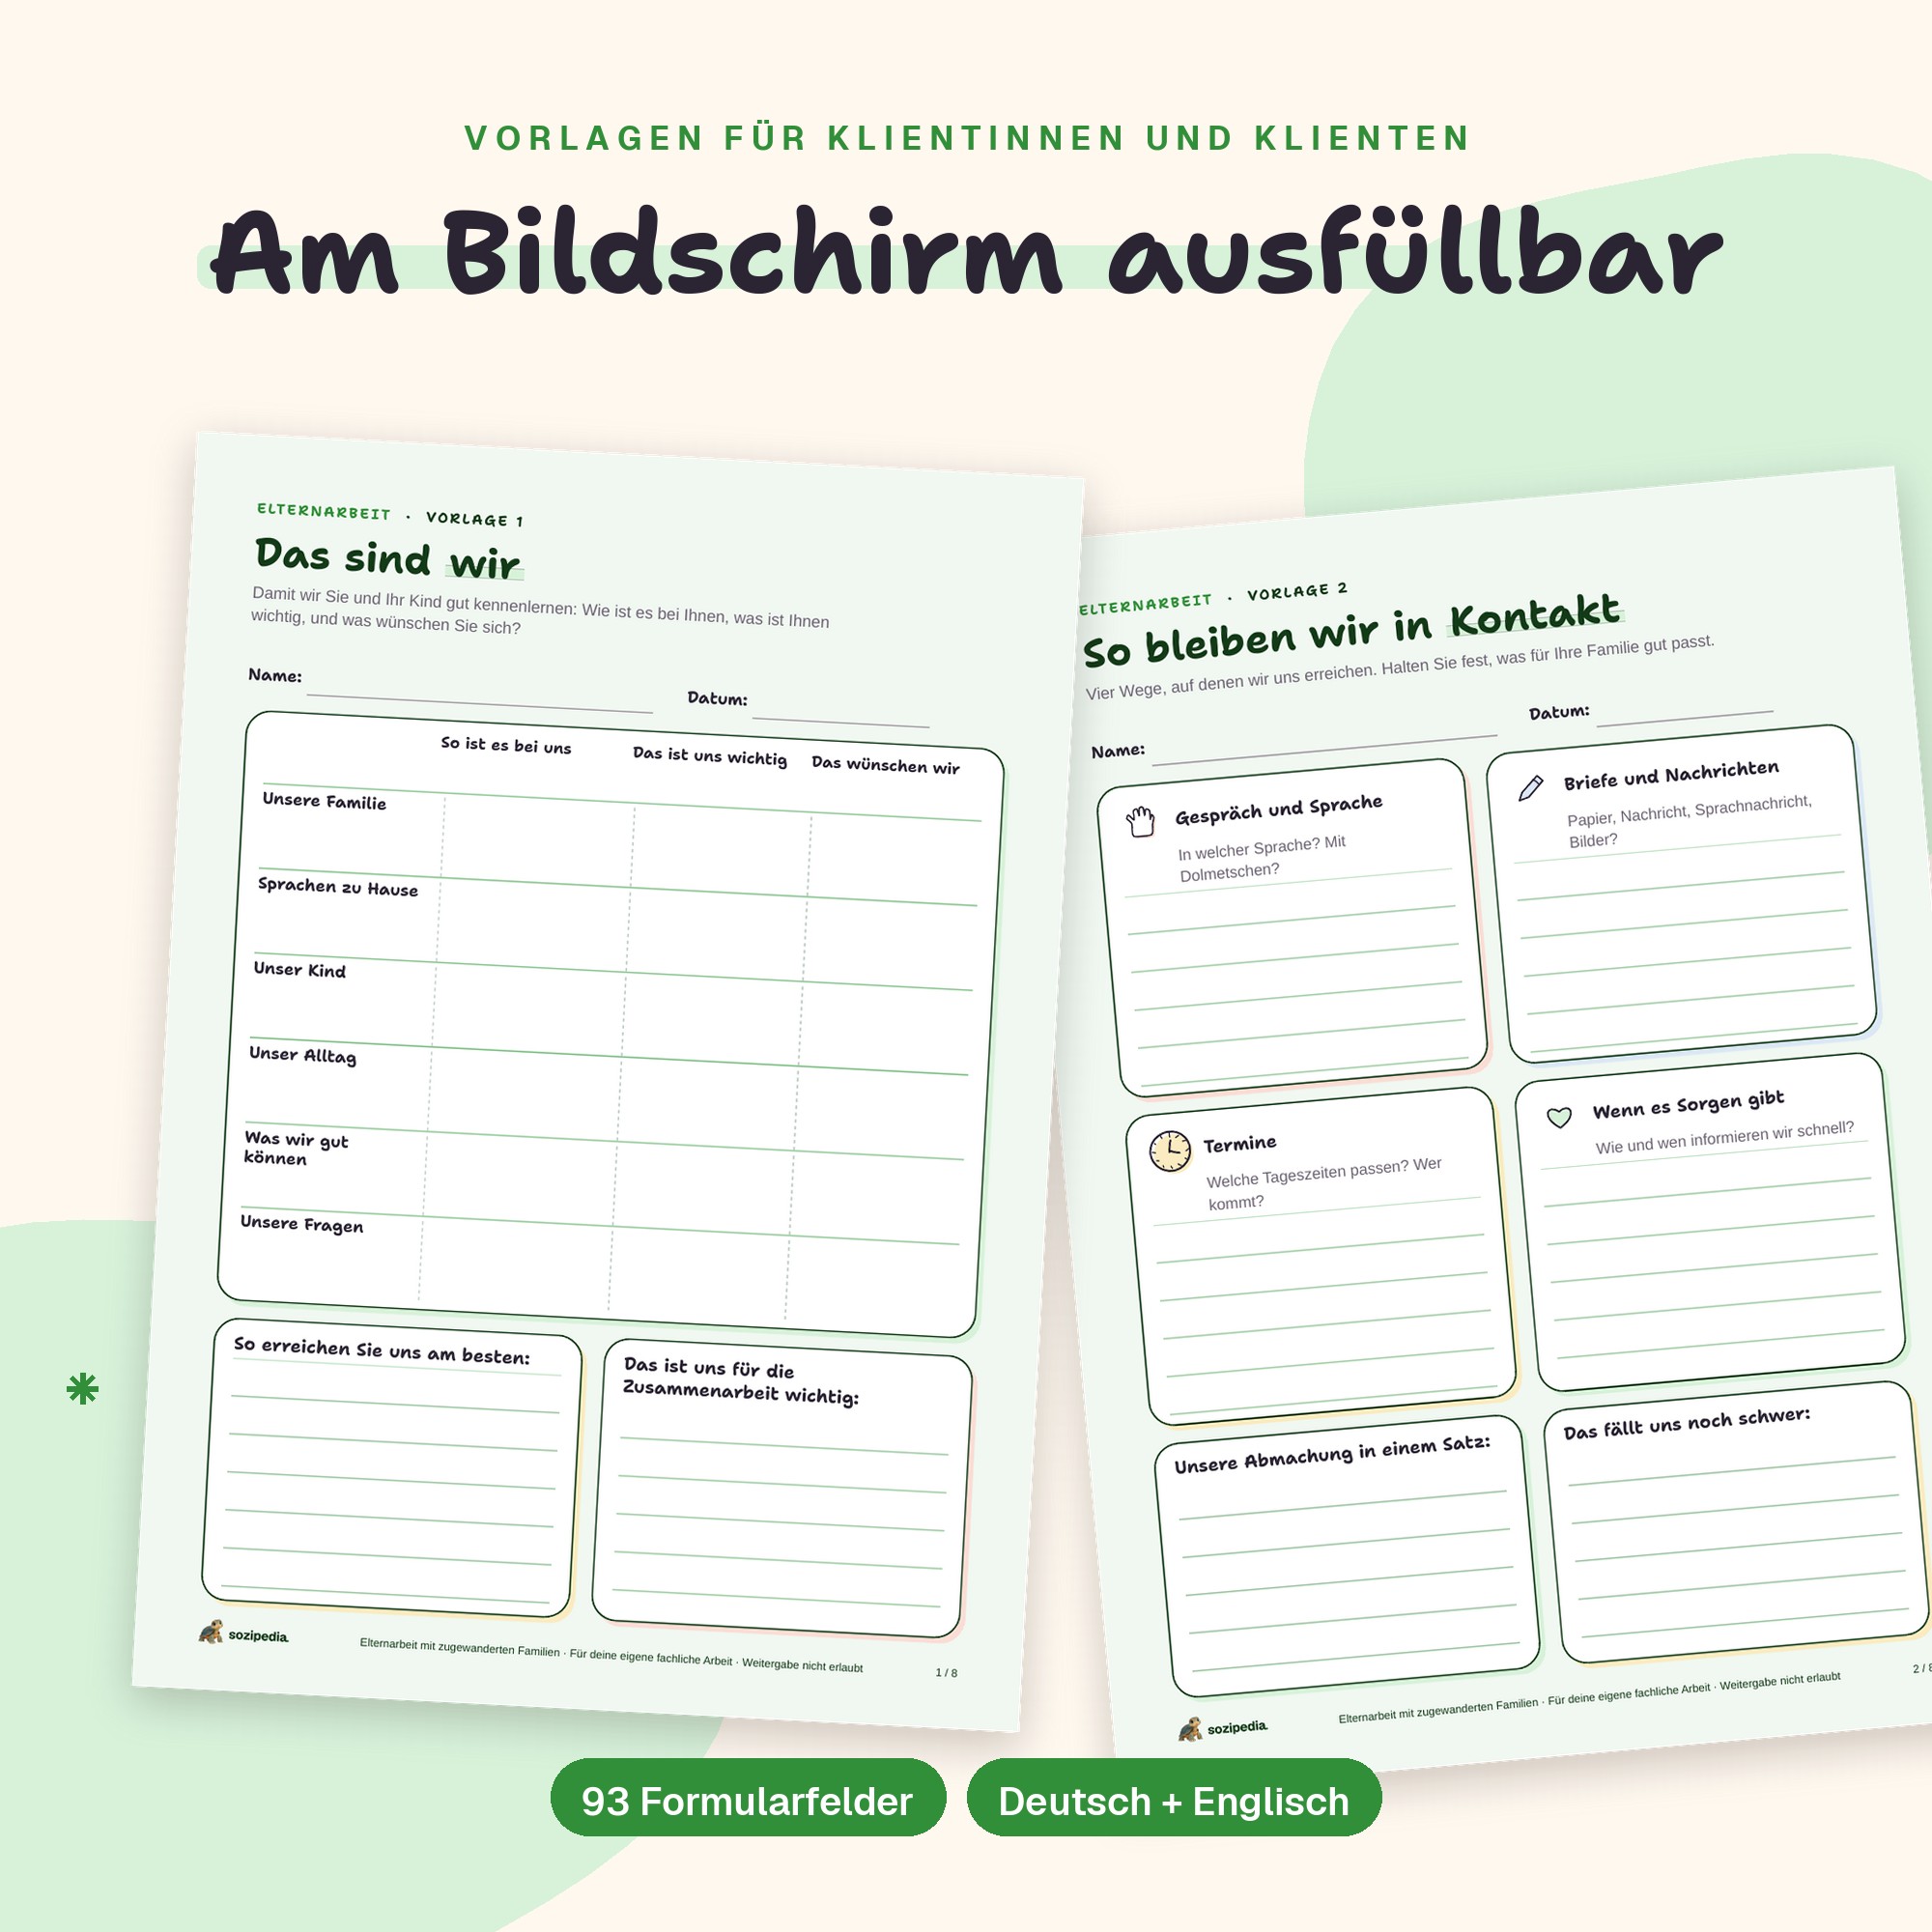 VORLAGEN FÜR KLIENTINNEN UND KLIENTEN
Am Bildschirm ausfüllbar
ELTERNARBEIT · VORLAGE 1
Das sind wir
Damit wir Sie und Ihr Kind gut kennenlernen: Wie ist es bei Ihnen, was ist Ihnen
wichtig, und was wünschen Sie sich?
Name:
Datum:
So ist es bei uns
Das ist uns wichtig
Das wünschen wir
Unsere Familie
Sprachen zu Hause
Unser Kind
Unser Alltag
Was wir gut
können
Unsere Fragen
So erreichen Sie uns am besten:
Das ist uns für die
Zusammenarbeit wichtig:
sozipedia.
Elternarbeit mit zugewanderten Familien · Für deine eigene fachliche Arbeit · Weitergabe nicht erlaubt
1 / 8
ELTERNARBEIT · VORLAGE 2
So bleiben wir in Kontakt
Vier Wege, auf denen wir uns erreichen. Halten Sie fest, was für Ihre Familie gut passt.
Name:
Datum:
Gespräch und Sprache
In welcher Sprache? Mit
Dolmetschen?
Briefe und Nachrichten
Papier, Nachricht, Sprachnachricht,
Bilder?
Termine
Welche Tageszeiten passen? Wer
kommt?
Wenn es Sorgen gibt
Wie und wen informieren wir schnell?
Unsere Abmachung in einem Satz:
Das fällt uns noch schwer:
sozipedia.
Elternarbeit mit zugewanderten Familien · Für deine eigene fachliche Arbeit · Weitergabe nicht erlaubt
2 / 8
93 Formularfelder
Deutsch + Englisch